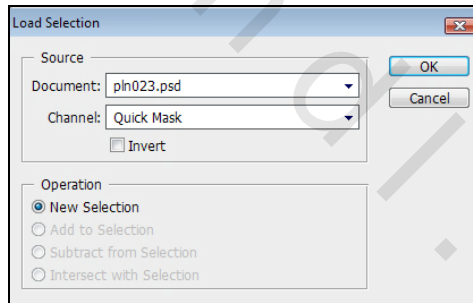 Load Selection
Source
Document: pln023.psd
Channel: Quick Mask
Invert
OK
Cancel
Operation
New Selection
Add to Selection
Subtract from Selection
Intersect with Selection